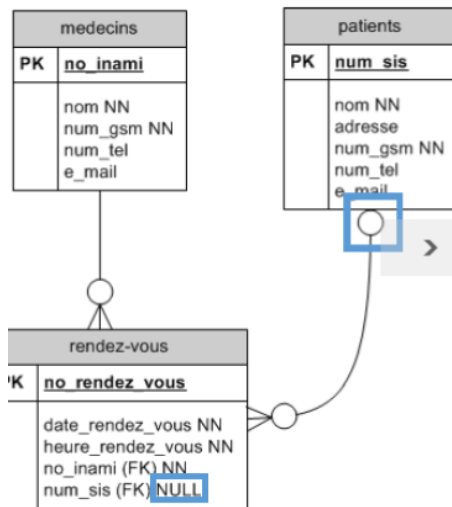 medecins
PK no_inami
nom NN
num_gsm NN
num_tel
e_mail
patients
PK num_sis
nom NN
adresse
num_gsm NN
num_tel
e_mail
rendez-vous
PK no_rendez_vous
date_rendez_vous NN
heure_rendez_vous NN
no_inami (FK) NN
num_sis (FK) NULL